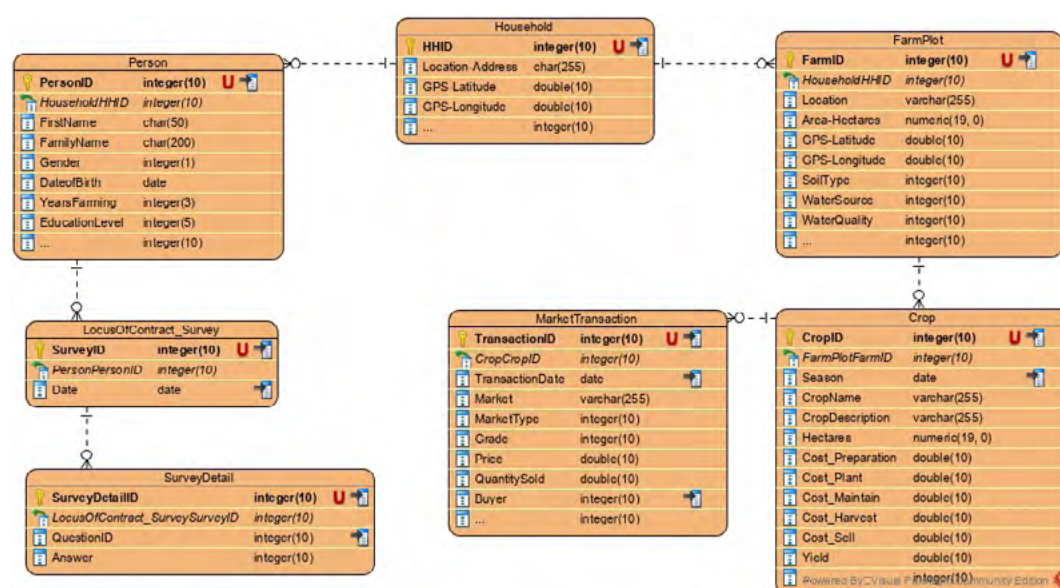 Household
HHID integer(10) U
Location-Address char(255)
GPS-Latitude double(10)
GPS-Longitude double(10)
... integer(10)
Person
PersonID integer(10) U
HouseholdHHID integer(10)
FirstName char(50)
FamilyName char(200)
Gender integer(1)
DateofBirth date
YearsFarming integer(3)
EducationLevel integer(5)
... integer(10)
FarmPlot
FarmID integer(10) U
HouseholdHHID integer(10)
Location varchar(255)
Area-Hectares numeric(19, 0)
GPS-Latitude double(10)
GPS-Longitude double(10)
SoilType integer(10)
WaterSource integer(10)
WaterQuality integer(10)
... integer(10)
LocusOfContract_Survey
SurveyID integer(10) U
PersonPersonID integer(10)
Date date
SurveyDetail
SurveyDetailID integer(10) U
LocusOfContract_SurveySurveyID integer(10)
QuestionID integer(10)
Answer integer(10)
MarketTransaction
TransactionID integer(10) U
CropCropID integer(10)
TransactionDate date
Market varchar(255)
MarketType integer(10)
Grade integer(10)
Price double(10)
QuantitySold double(10)
Buyer integer(10)
... integer(10)
Crop
CropID integer(10) U
FarmPlotFarmID integer(10)
Season date
CropName varchar(255)
CropDescription varchar(255)
Hectares numeric(19, 0)
Cost_Preparation double(10)
Cost_Plant double(10)
Cost_Maintain double(10)
Cost_Harvest double(10)
Cost_Sell double(10)
Yield double(10)
... integer(10)
Powered By Visual Community Edition